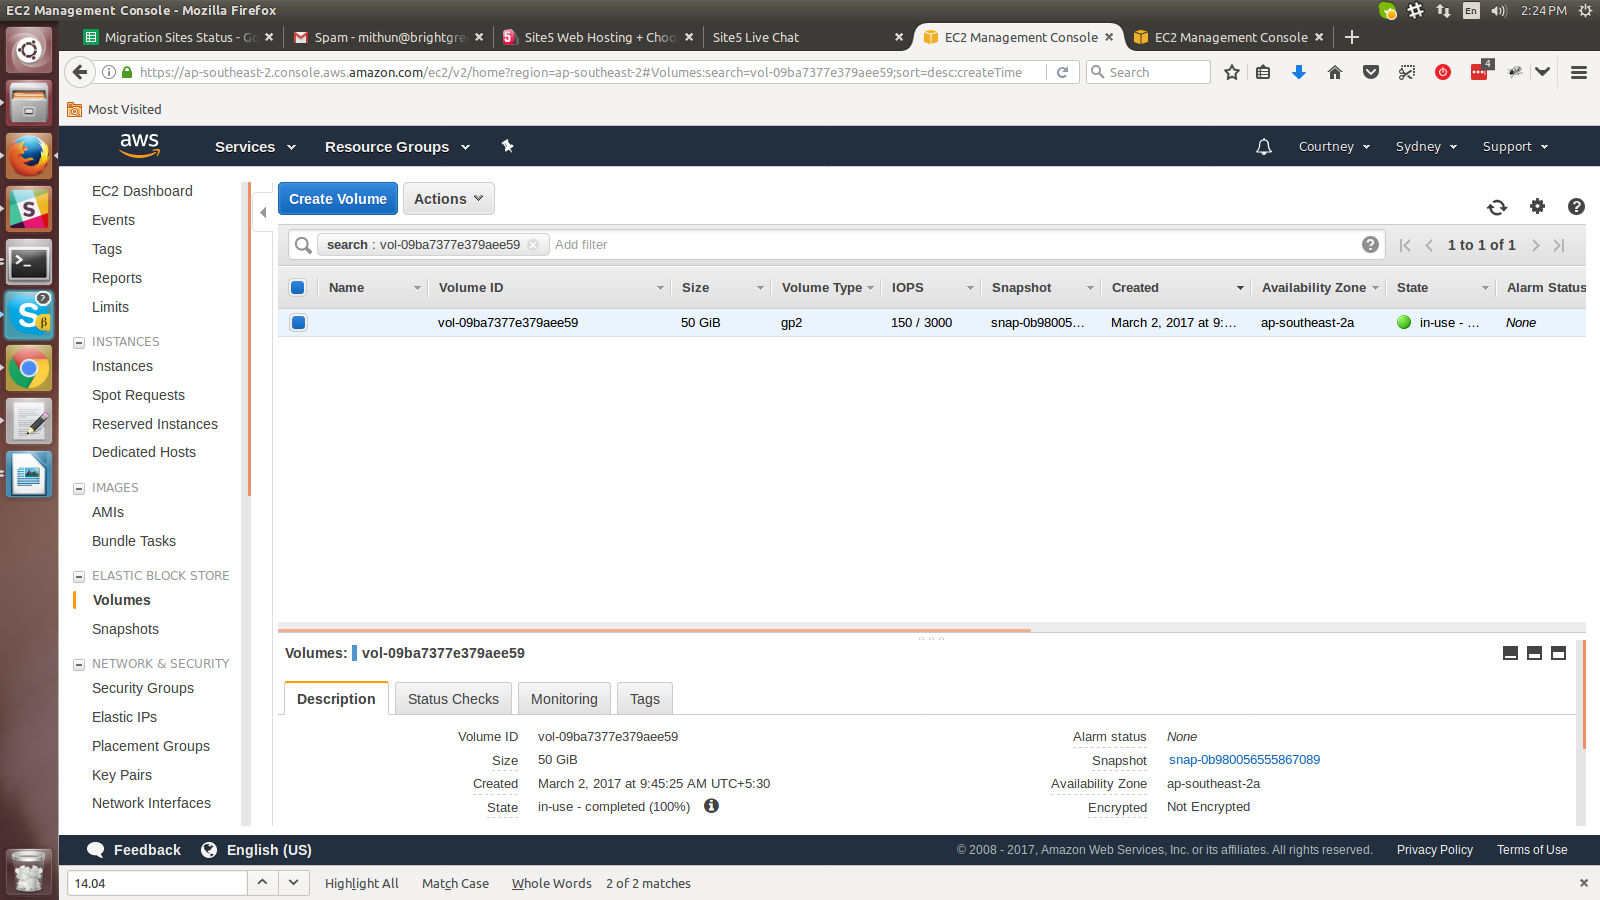 EC2 Management Console - Mozilla Firefox
En
2:24 PM
Migration Sites Status - Go
Spam - mithun@brightgre
Site5 Web Hosting + Choo
Site5 Live Chat
EC2 Management Console
EC2 Management Console
https://ap-southeast-2.console.aws.amazon.com/ec2/v2/home?region=ap-southeast-2#Volumes:search=vol-09ba7377e379aee59;sort=desc:createTime
Search
4
Most Visited
aws
Services
Resource Groups
Courtney
Sydney
Support
EC2 Dashboard
Events
Tags
Reports
Limits
INSTANCES
Instances
Spot Requests
Reserved Instances
Dedicated Hosts
IMAGES
AMIs
Bundle Tasks
ELASTIC BLOCK STORE
Volumes
Snapshots
NETWORK & SECURITY
Security Groups
Elastic IPs
Placement Groups
Key Pairs
Network Interfaces
Create Volume
Actions
search : vol-09ba7377e379aee59
Add filter
1 to 1 of 1
Name Volume ID Size Volume Type IOPS Snapshot Created Availability Zone State Alarm Status
vol-09ba7377e379aee59 50 GiB gp2 150 / 3000 snap-0b98005... March 2, 2017 at 9:... ap-southeast-2a in-use - ... None
Volumes: vol-09ba7377e379aee59
Description
Status Checks
Monitoring
Tags
Volume ID vol-09ba7377e379aee59
Size 50 GiB
Created March 2, 2017 at 9:45:25 AM UTC+5:30
State in-use - completed (100%)
Alarm status None
Snapshot snap-0b980056555867089
Availability Zone ap-southeast-2a
Encrypted Not Encrypted
Feedback
English (US)
© 2008 - 2017, Amazon Web Services, Inc. or its affiliates. All rights reserved.
Privacy Policy
Terms of Use
14.04
Highlight All
Match Case
Whole Words
2 of 2 matches